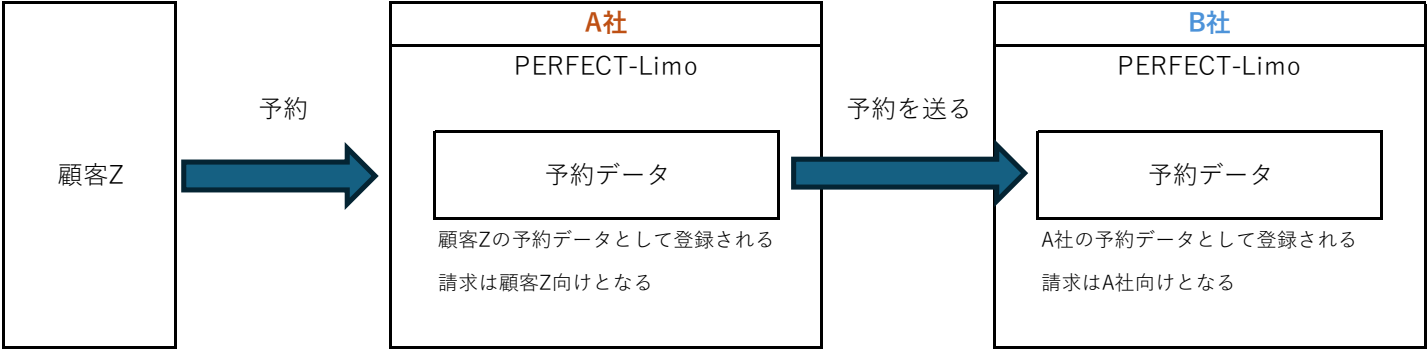 顧客Z
予約
A社
PERFECT-Limo
予約データ
顧客Zの予約データとして登録される
請求は顧客Z向けとなる
予約を送る
B社
PERFECT-Limo
予約データ
A社の予約データとして登録される
請求はA社向けとなる